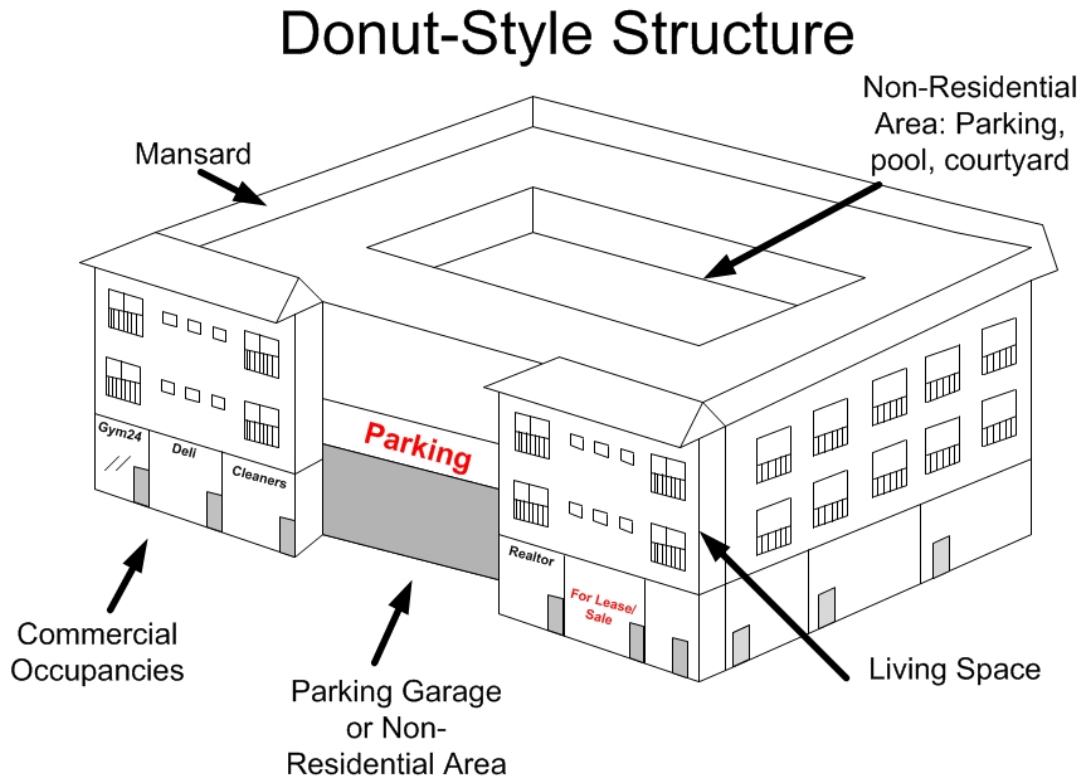 Donut-Style Structure
Non-Residential
Area: Parking,
pool, courtyard
Mansard
Parking
Gym24
Deli
Cleaners
Realtor
For Lease/
Sale
Commercial
Occupancies
Parking Garage
or Non-
Residential Area
Living Space